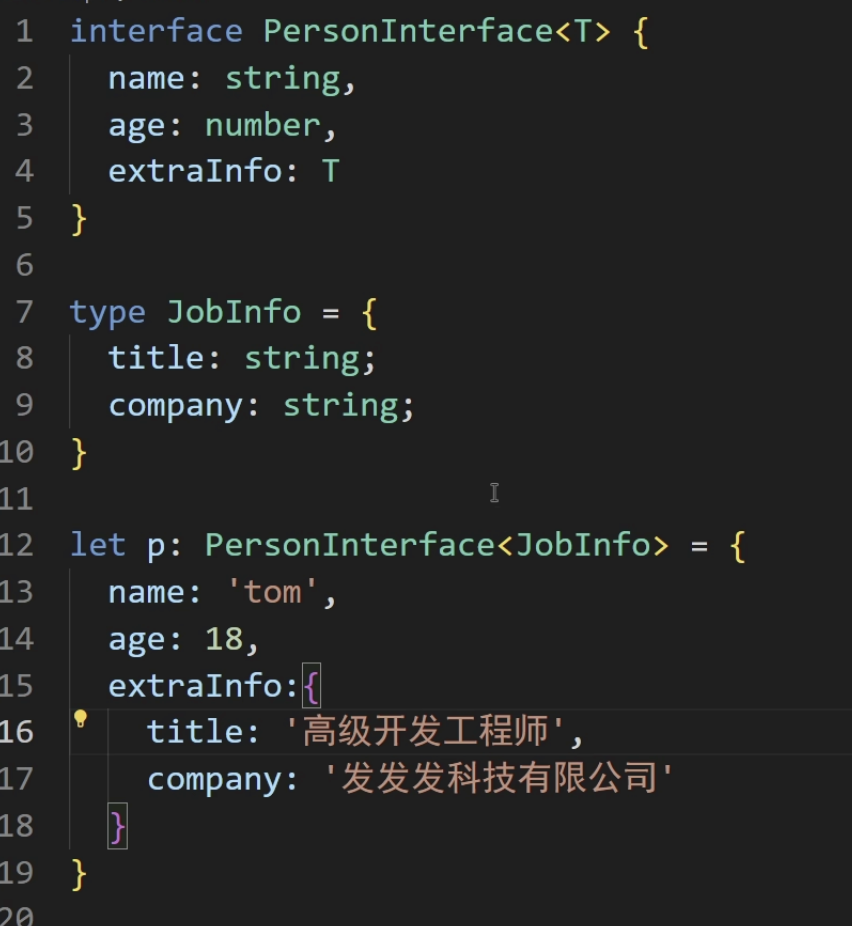 1 interface PersonInterface<T> {
2   name: string,
3   age: number,
4   extraInfo: T
5 }
6
7 type JobInfo = {
8   title: string;
9   company: string;
10 }
11
12 let p: PersonInterface<JobInfo> = {
13   name: 'tom',
14   age: 18,
15   extraInfo:{
16     title: '高级开发工程师',
17     company: '发发发科技有限公司'
18   }
19 }
20